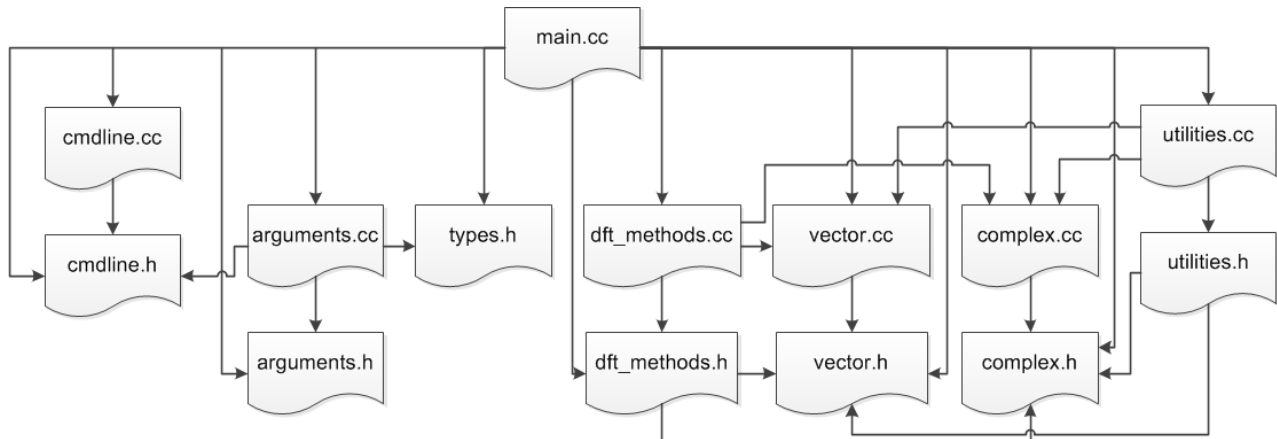 main.cc
cmdline.cc
utilities.cc
arguments.cc
types.h
dft_methods.cc
vector.cc
complex.cc
cmdline.h
utilities.h
arguments.h
dft_methods.h
vector.h
complex.h